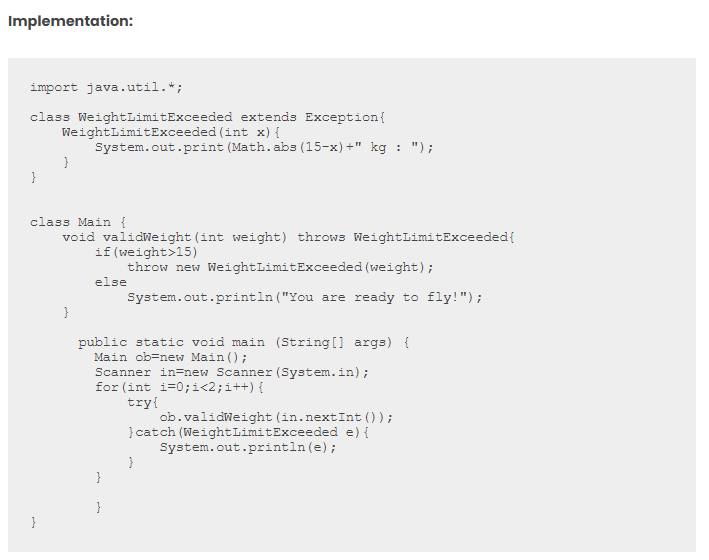 Implementation:
import java.util.*;
class WeightLimitExceeded extends Exception{
    WeightLimitExceeded(int x){
        System.out.print(Math.abs(15-x)+" kg : ");
    }
}
class Main {
    void validWeight(int weight) throws WeightLimitExceeded{
        if(weight>15)
            throw new WeightLimitExceeded(weight);
        else
            System.out.println("You are ready to fly!");
    }
      public static void main (String[] args) {
        Main ob=new Main();
        Scanner in=new Scanner(System.in);
        for(int i=0;i<2;i++){
            try{
                ob.validWeight(in.nextInt());
            }catch(WeightLimitExceeded e){
                System.out.println(e);
            }
        }
        }
}